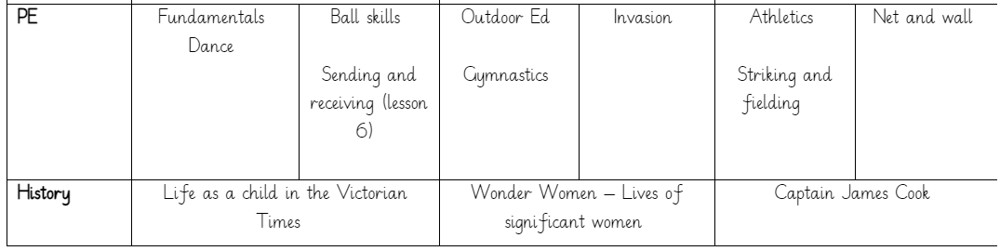 PE
Fundamentals
Dance
Ball skills
Sending and
receiving (lesson
6)
Outdoor Ed
Gymnastics
Invasion
Athletics
Striking and
fielding
Net and wall
History
Life as a child in the Victorian
Times
Wonder Women – Lives of
significant women
Captain James Cook